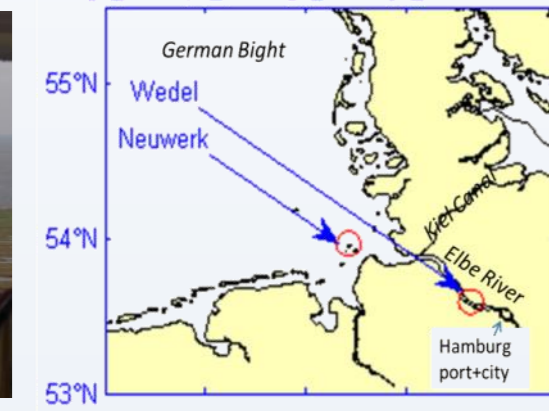 German Bight
55°N
Wedel
Neuwerk
54°N
Kiel Canal
Elbe River
Hamburg
port+city
53°N